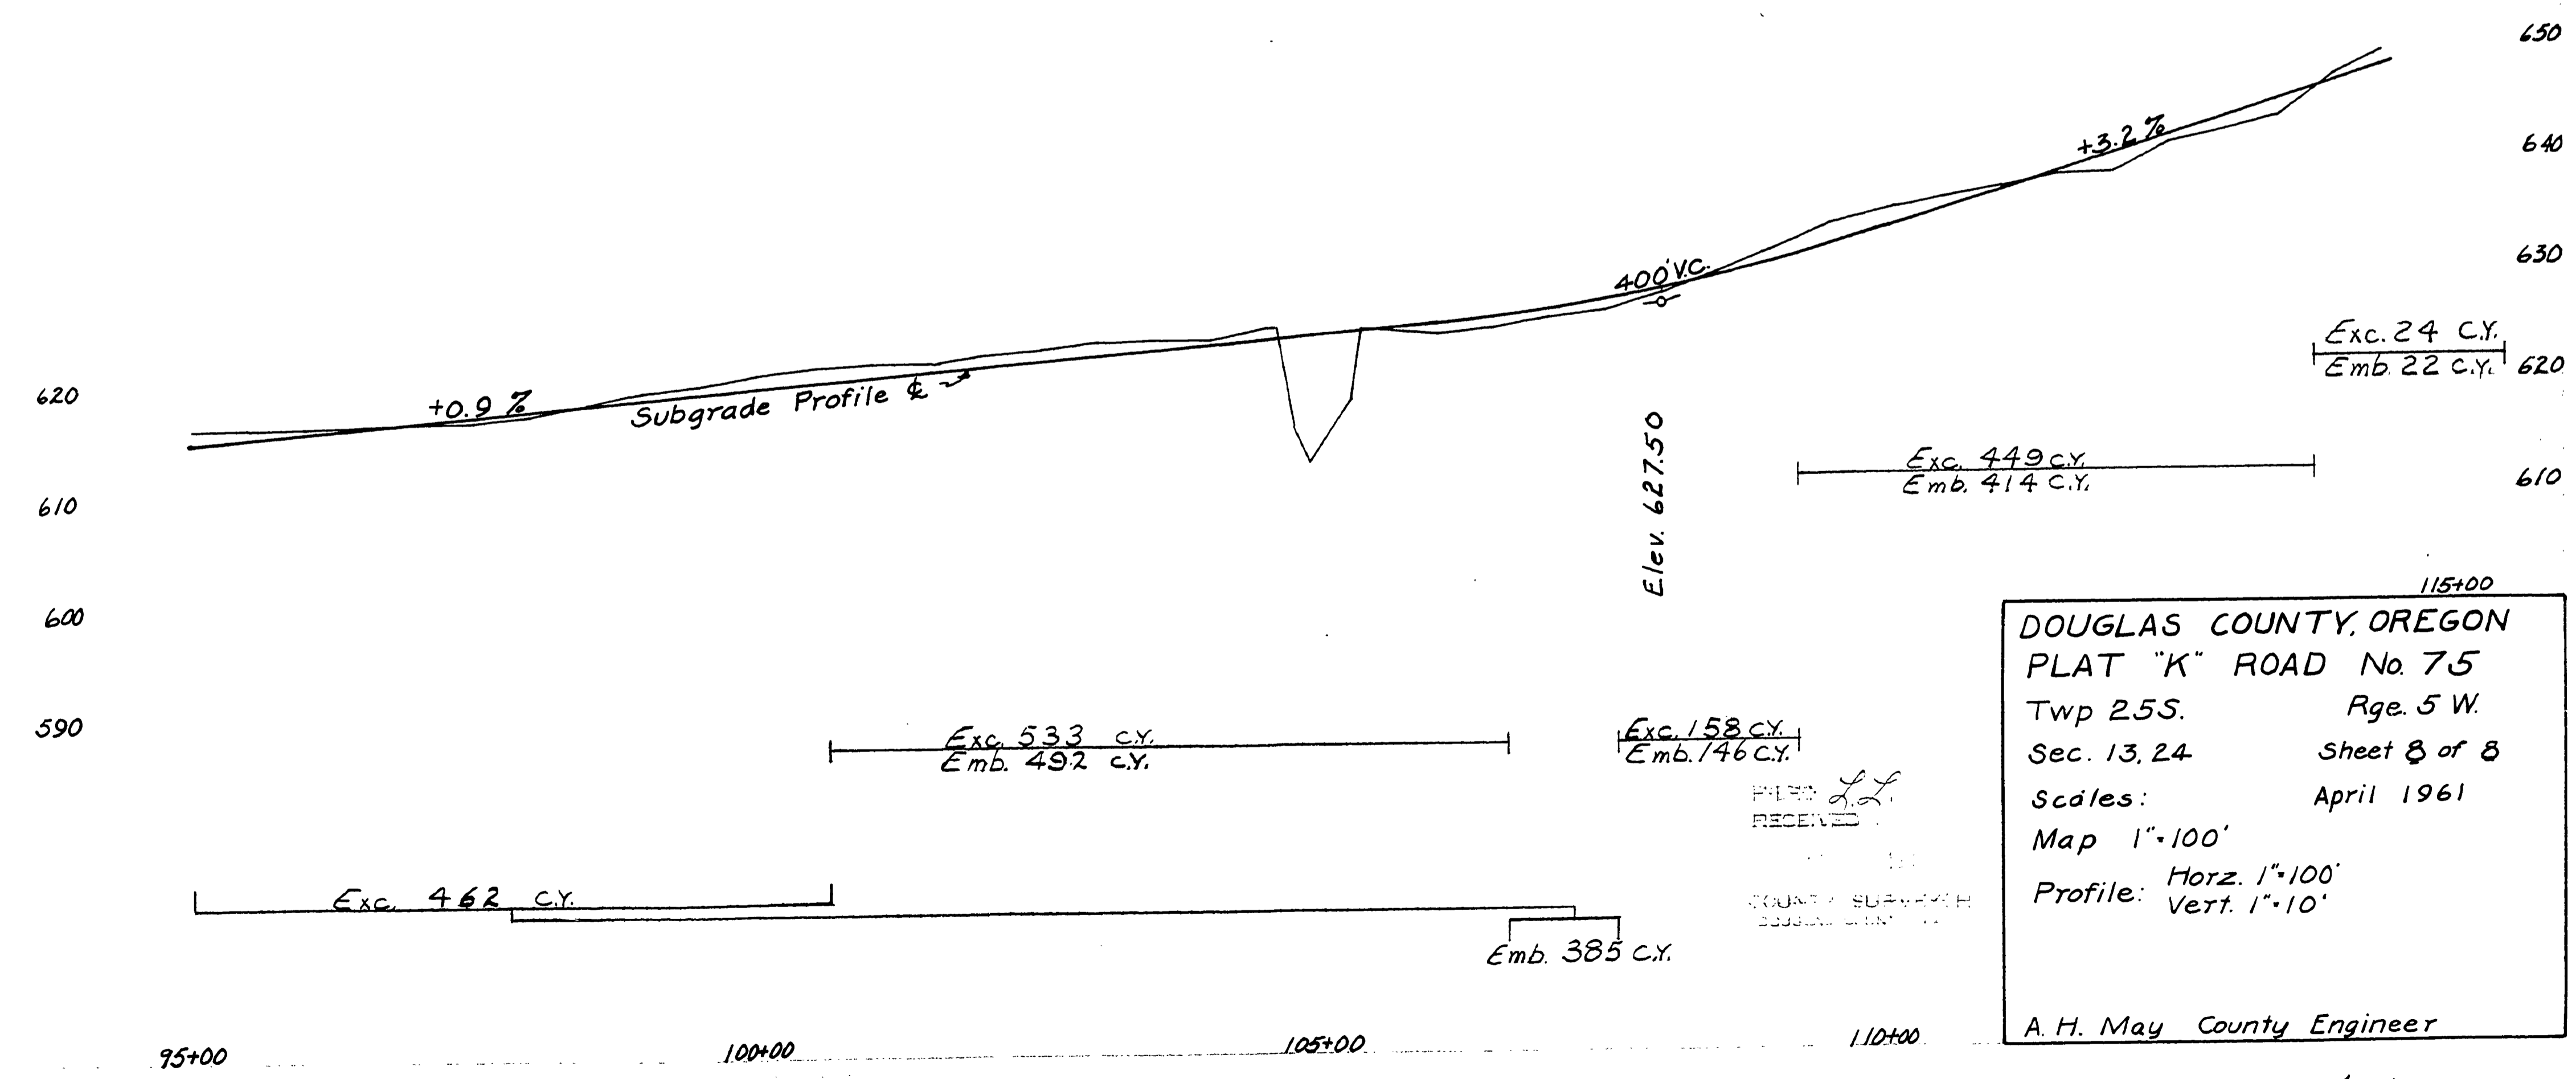 650
640
+3.2 %
630
400' V.C.
Exc. 24 C.Y.
Emb. 22 C.Y.
620
620
+0.9 %
Subgrade Profile ℄
Elev. 627.50
Exc. 449 C.Y.
Emb. 414 C.Y.
610
610
600
590
Exc. 533 C.Y.
Emb. 492 C.Y.
Exc. 158 C.Y.
Emb. 146 C.Y.
L.L.
RECEIVED
COUNTY SURVEYOR
Exc. 462 C.Y.
Emb. 385 C.Y.
95+00
100+00
105+00
110+00
115+00
DOUGLAS COUNTY, OREGON
PLAT "K" ROAD No. 75
Twp 25S. Rge. 5 W.
Sec. 13, 24 Sheet 8 of 8
Scales: April 1961
Map 1"=100'
Profile: Horz. 1"=100'
Vert. 1"=10'
A. H. May County Engineer